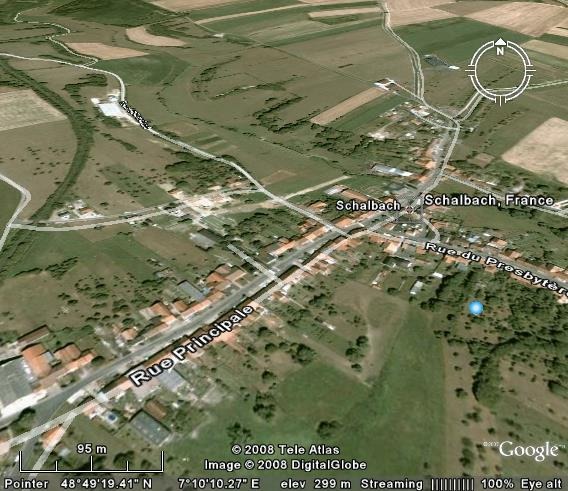 N
Schalbach
Schalbach, France
Rue du Presbytère
Rue Principale
95 m
© 2008 Tele Atlas
Image © 2008 DigitalGlobe
Google
Pointer 48°49'19.41" N 7°10'10.27" E elev 299 m Streaming |||||||||| 100% Eye alt